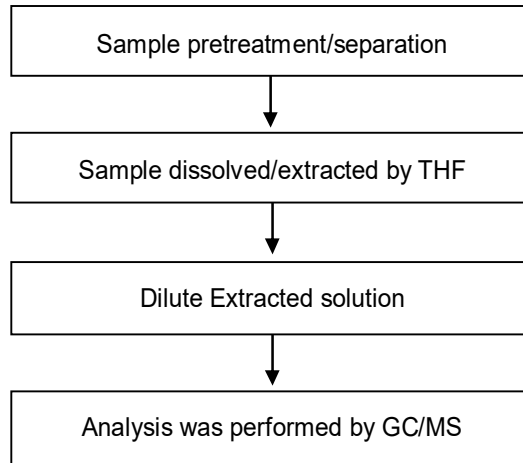 Sample pretreatment/separation
Sample dissolved/extracted by THF
Dilute Extracted solution
Analysis was performed by GC/MS